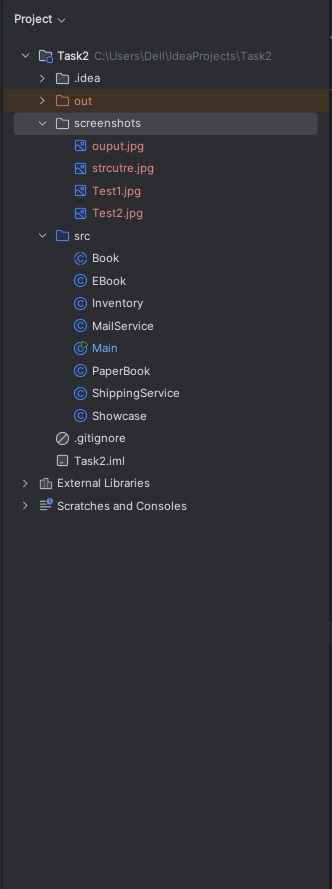 Project
Task2 C:\Users\Dell\IdeaProjects\Task2
.idea
out
screenshots
ouput.jpg
strcutre.jpg
Test1.jpg
Test2.jpg
src
Book
EBook
Inventory
MailService
Main
PaperBook
ShippingService
Showcase
.gitignore
Task2.iml
External Libraries
Scratches and Consoles